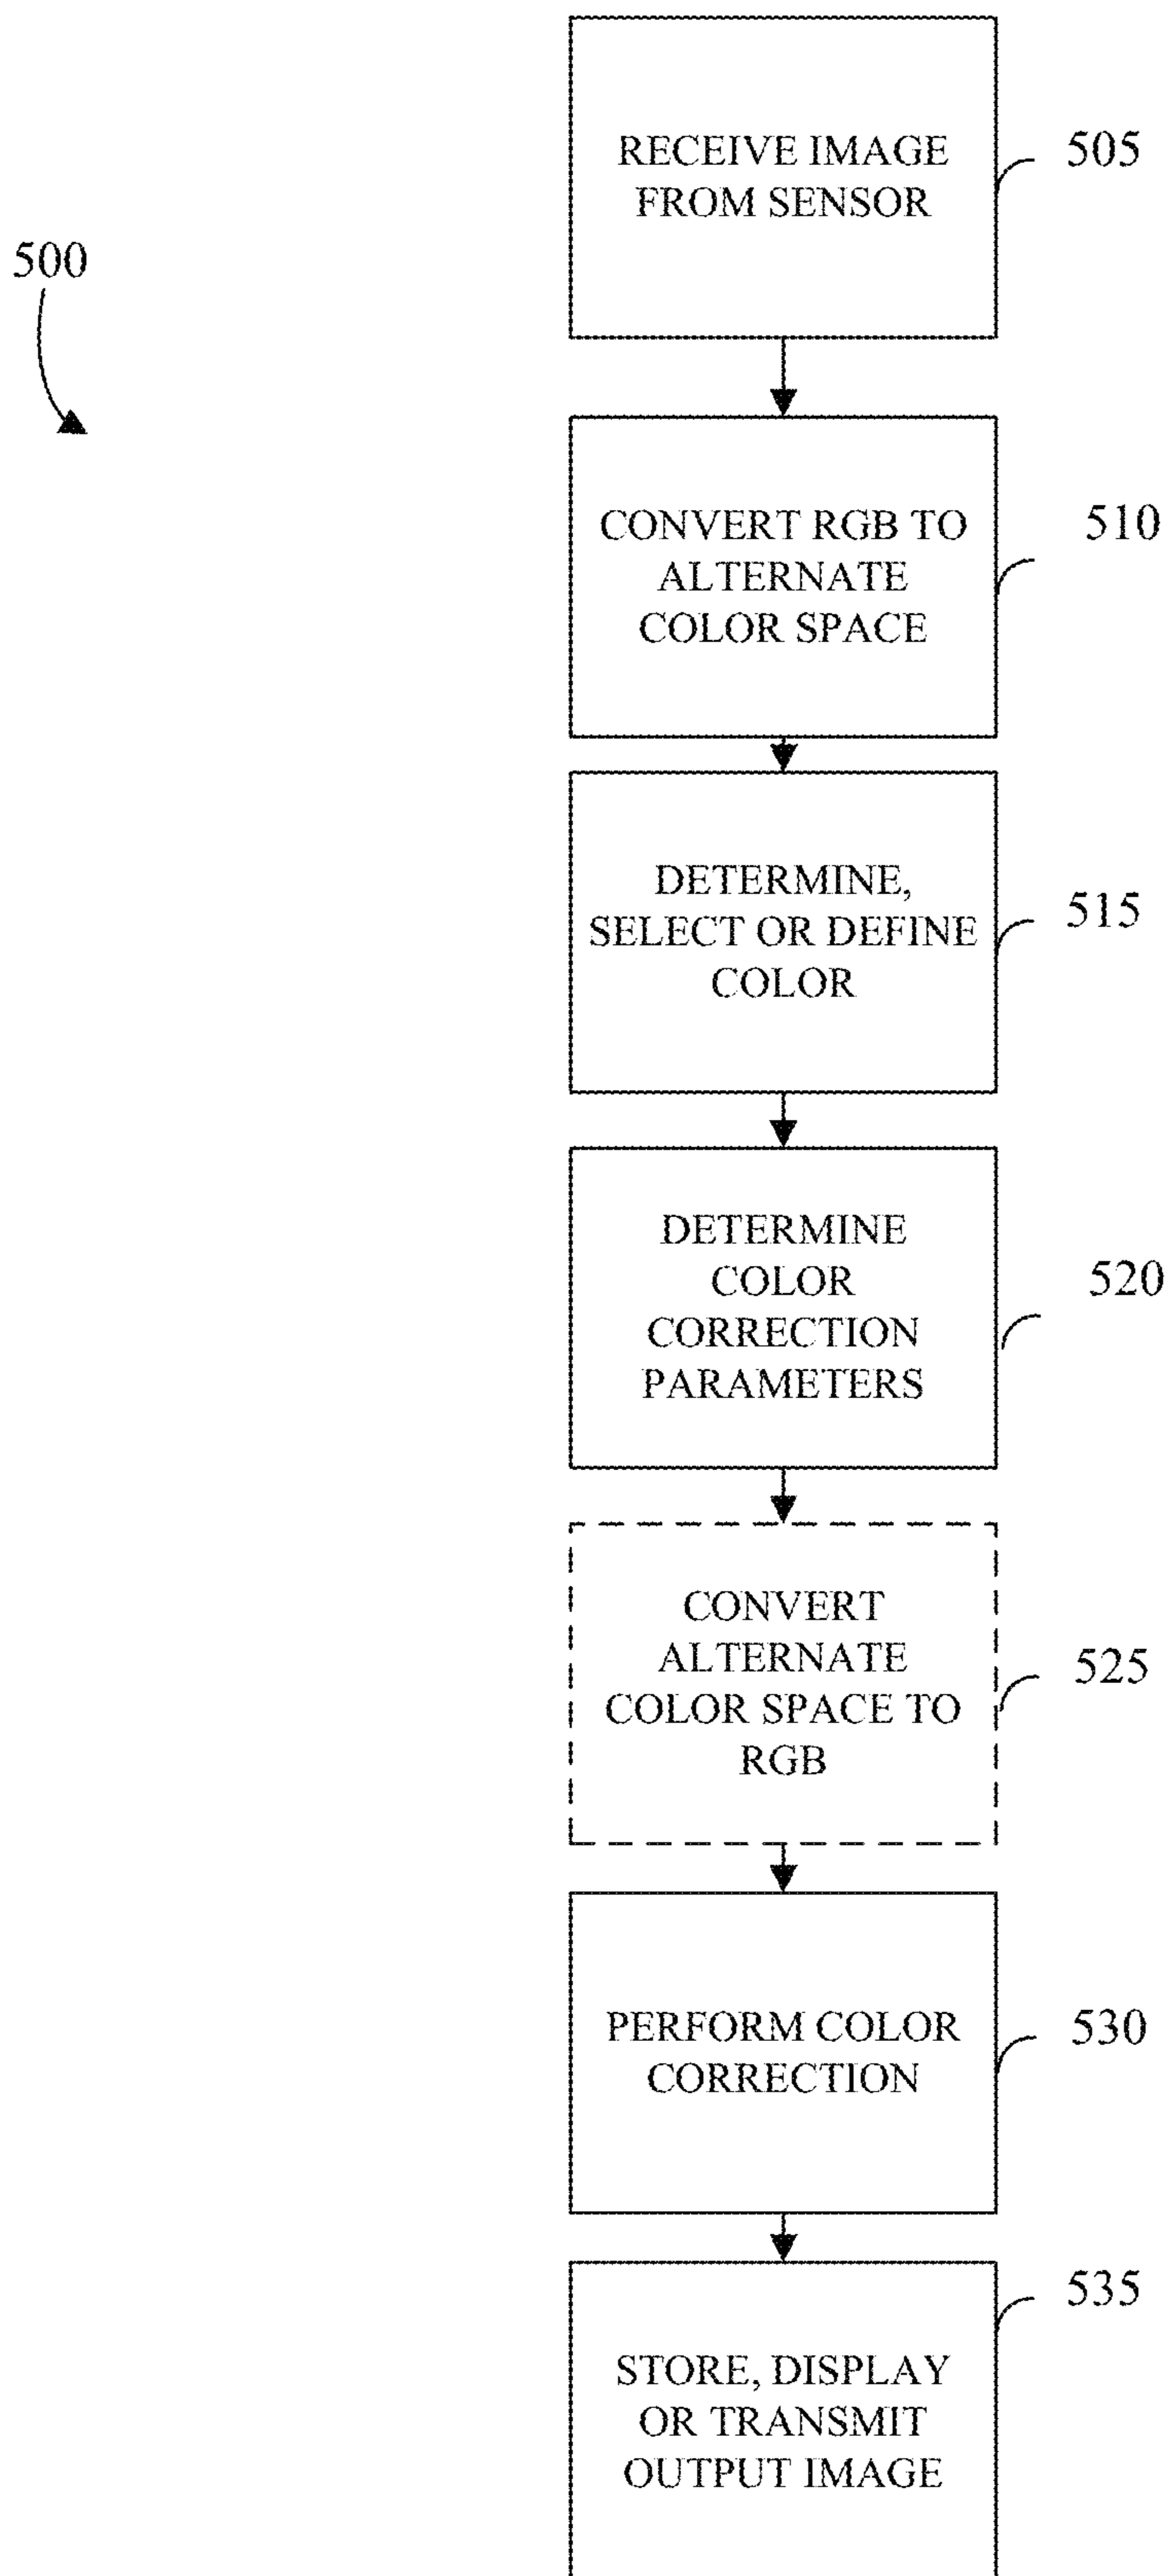 RECEIVE IMAGE
FROM SENSOR
505
500
CONVERT RGB TO
ALTERNATE
COLOR SPACE
510
DETERMINE,
SELECT OR DEFINE
COLOR
515
DETERMINE
COLOR
CORRECTION
PARAMETERS
520
CONVERT
ALTERNATE
COLOR SPACE TO
RGB
525
PERFORM COLOR
CORRECTION
530
STORE, DISPLAY
OR TRANSMIT
OUTPUT IMAGE
535